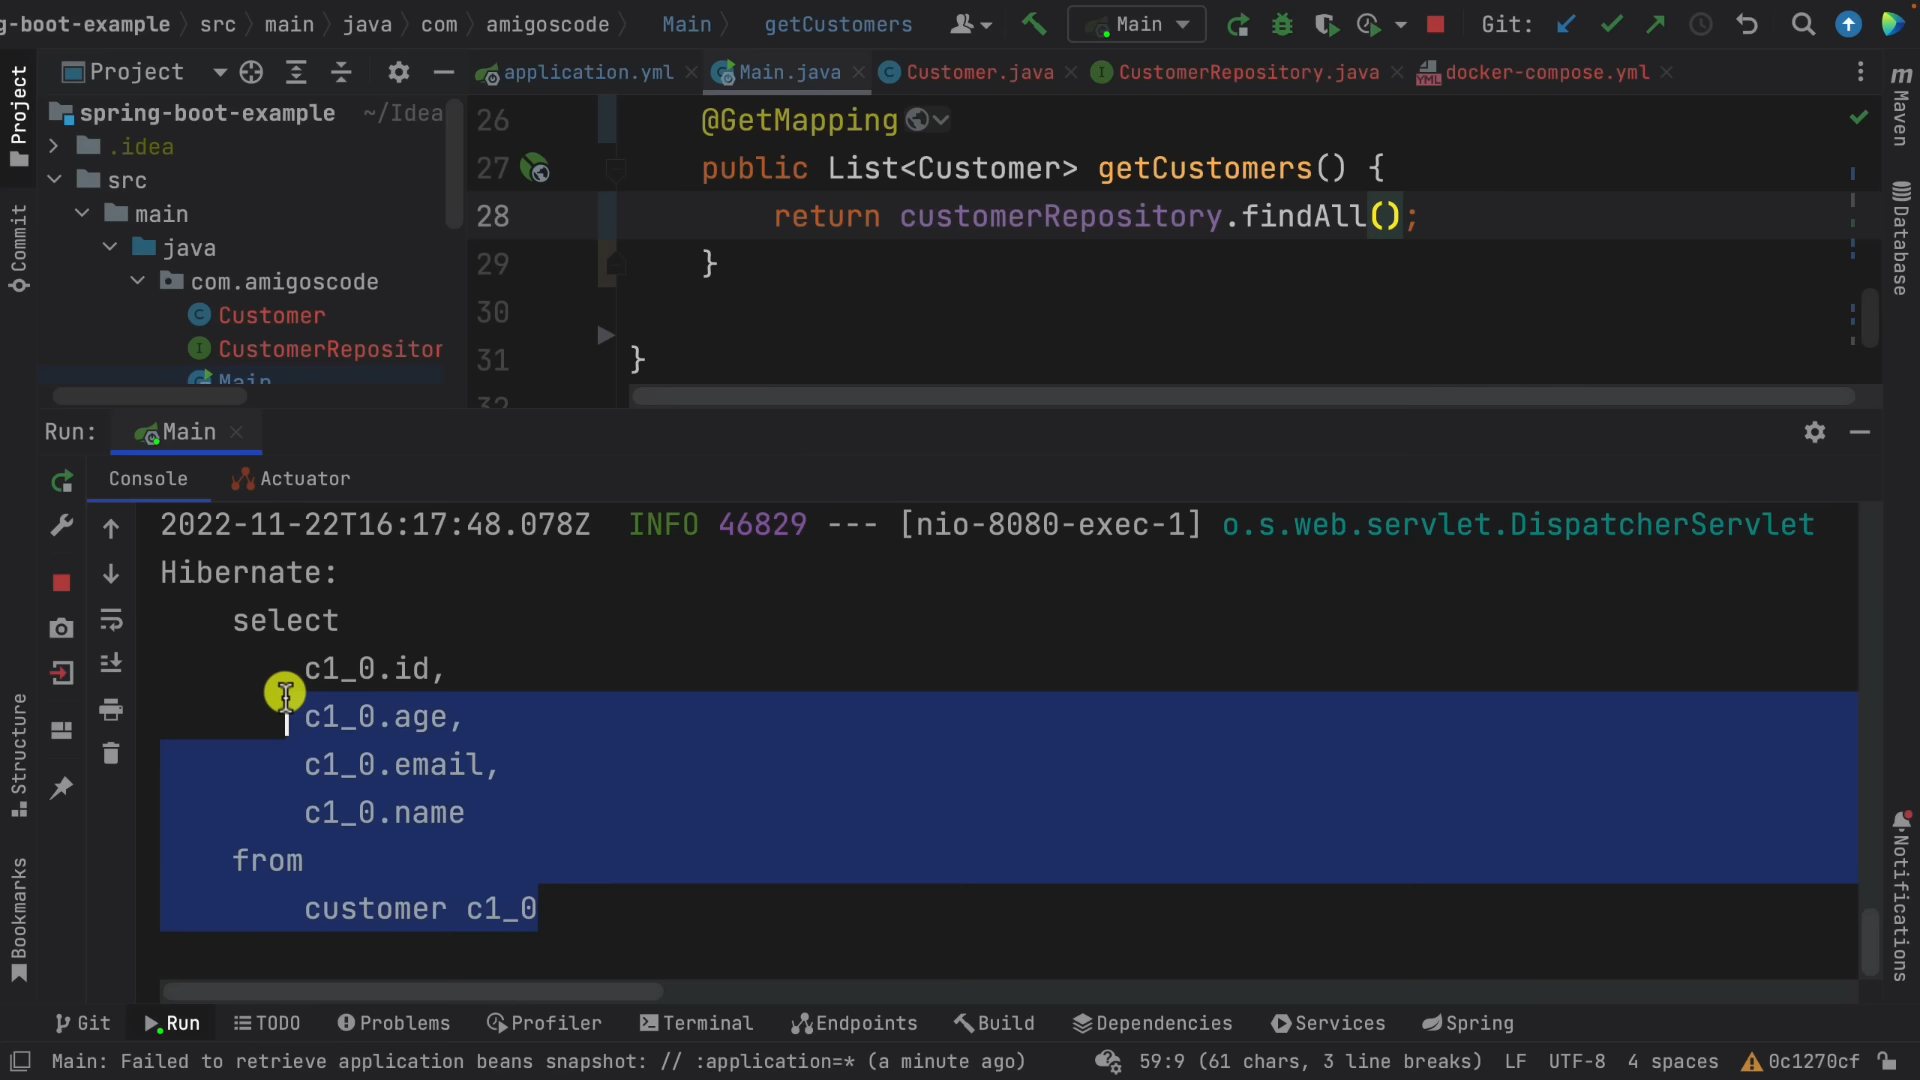 g-boot-example src main java com amigoscode Main getCustomers Main Git:
Project application.yml Main.java Customer.java CustomerRepository.java docker-compose.yml
spring-boot-example ~/Idea
.idea
src
main
java
com.amigoscode
Customer
CustomerRepositor
Main
26 @GetMapping
27 public List<Customer> getCustomers() {
28 return customerRepository.findAll();
29 }
30
31 }
32
Project
Commit
Structure
Bookmarks
m Maven
Database
Notifications
Run: Main
Console Actuator
2022-11-22T16:17:48.078Z INFO 46829 --- [nio-8080-exec-1] o.s.web.servlet.DispatcherServlet
Hibernate:
select
c1_0.id,
c1_0.age,
c1_0.email,
c1_0.name
from
customer c1_0
Git Run TODO Problems Profiler Terminal Endpoints Build Dependencies Services Spring
Main: Failed to retrieve application beans snapshot: // :application=* (a minute ago) 59:9 (61 chars, 3 line breaks) LF UTF-8 4 spaces 0c1270cf